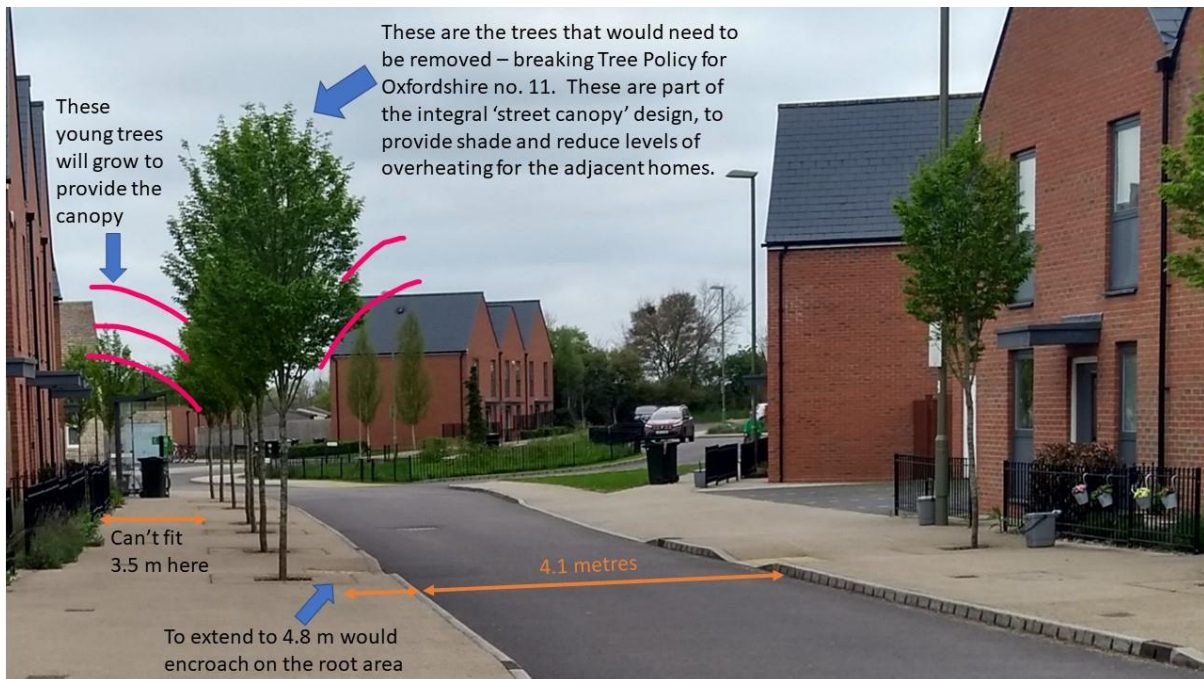 These are the trees that would need to
be removed – breaking Tree Policy for
Oxfordshire no. 11.  These are part of
the integral ‘street canopy’ design, to
provide shade and reduce levels of
overheating for the adjacent homes.
These
young trees
will grow to
provide the
canopy
Can’t fit
3.5 m here
4.1 metres
To extend to 4.8 m would
encroach on the root area